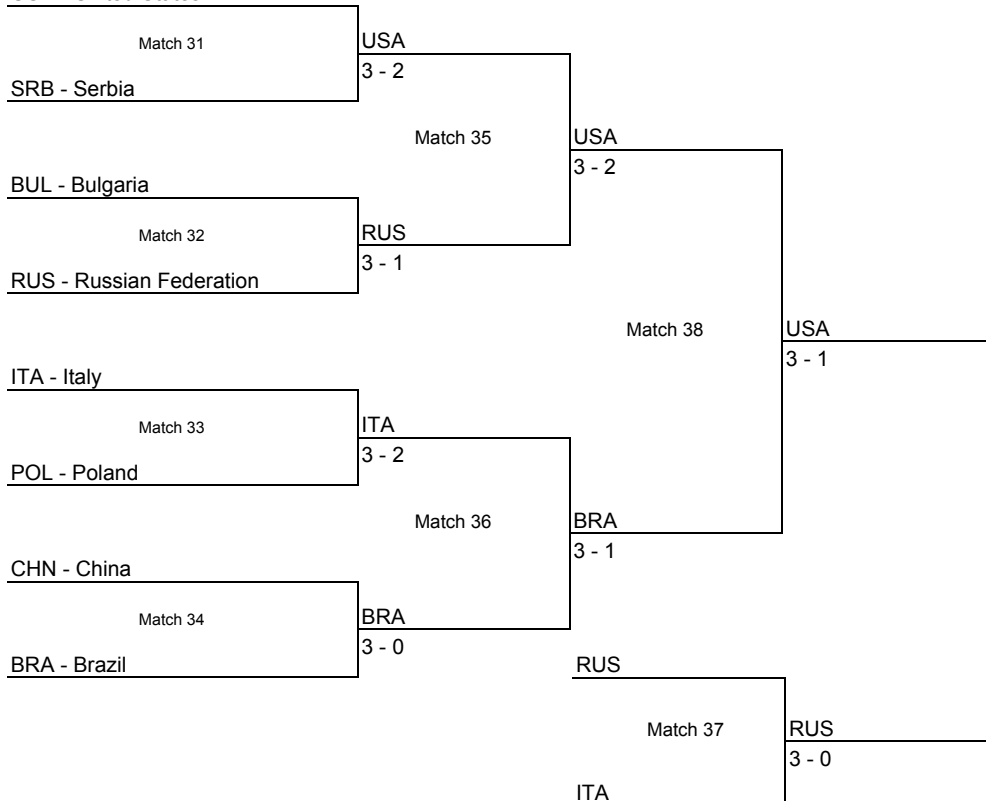 Match 31
USA
3 - 2
SRB - Serbia
Match 35
USA
3 - 2
BUL - Bulgaria
Match 32
RUS
3 - 1
RUS - Russian Federation
Match 38
USA
3 - 1
ITA - Italy
Match 33
ITA
3 - 2
POL - Poland
Match 36
BRA
3 - 1
CHN - China
Match 34
BRA
3 - 0
BRA - Brazil
RUS
Match 37
RUS
3 - 0
ITA